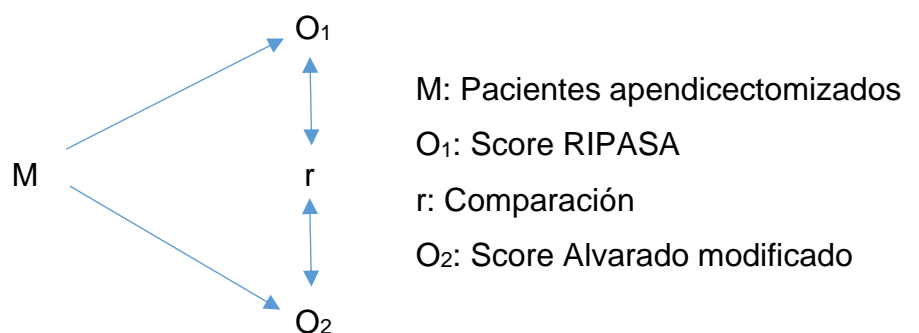 O₁
M
r
O₂
M: Pacientes apendicectomizados
O₁: Score RIPASA
r: Comparación
O₂: Score Alvarado modificado